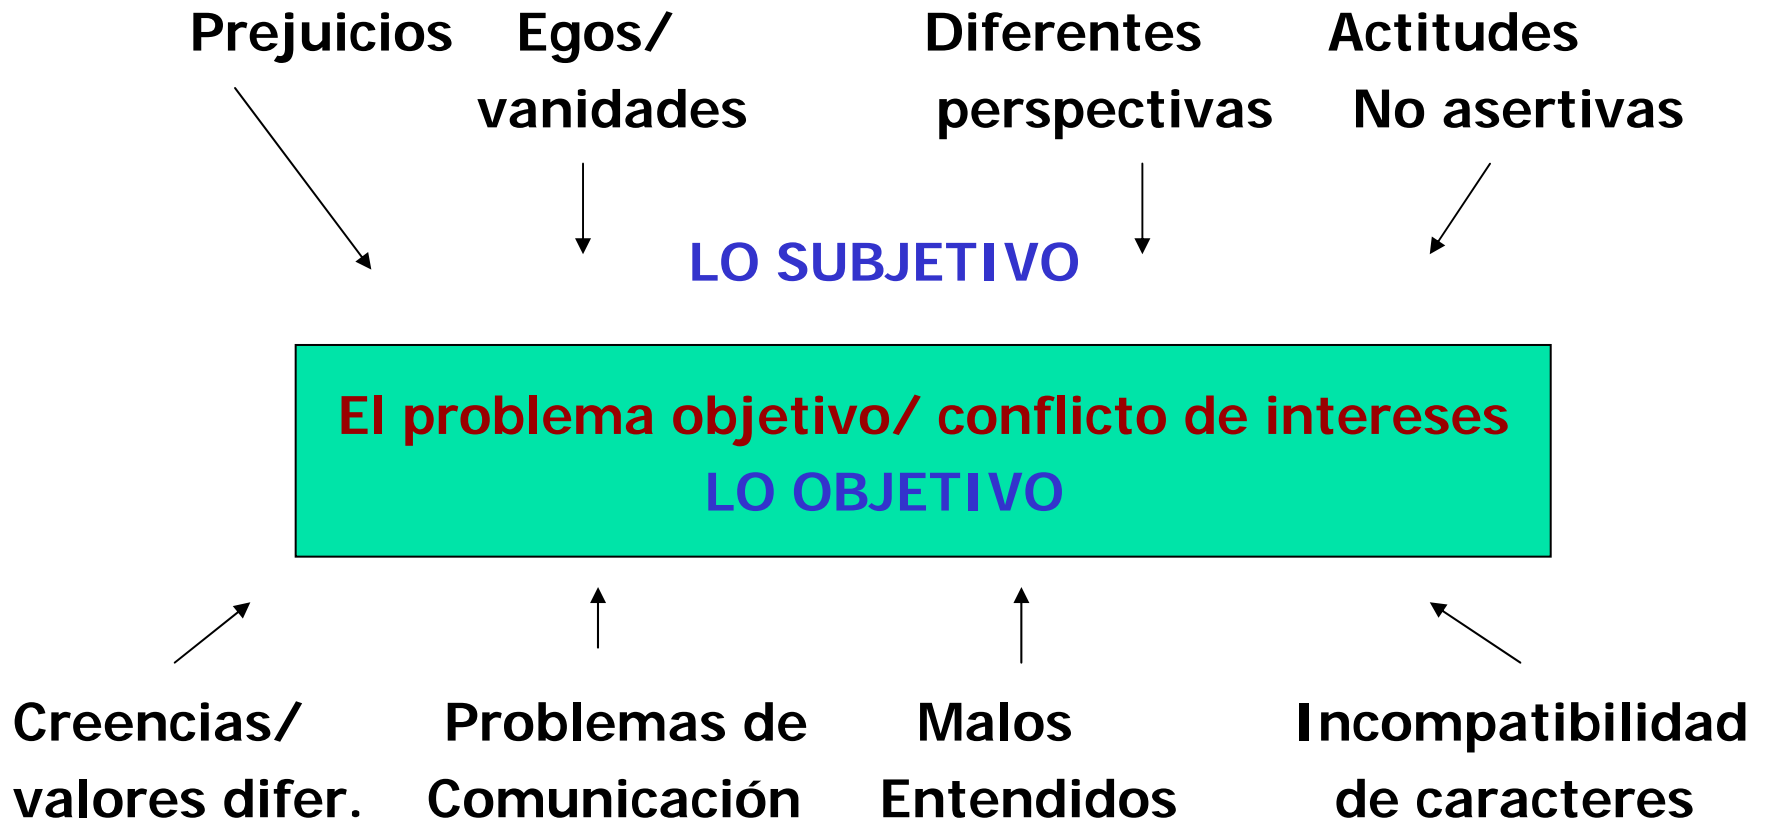 Prejuicios Egos/ Diferentes Actitudes
vanidades perspectivas No asertivas
LO SUBJETIVO
El problema objetivo/ conflicto de intereses
LO OBJETIVO
Creencias/ Problemas de Malos Incompatibilidad
valores difer. Comunicación Entendidos de caracteres